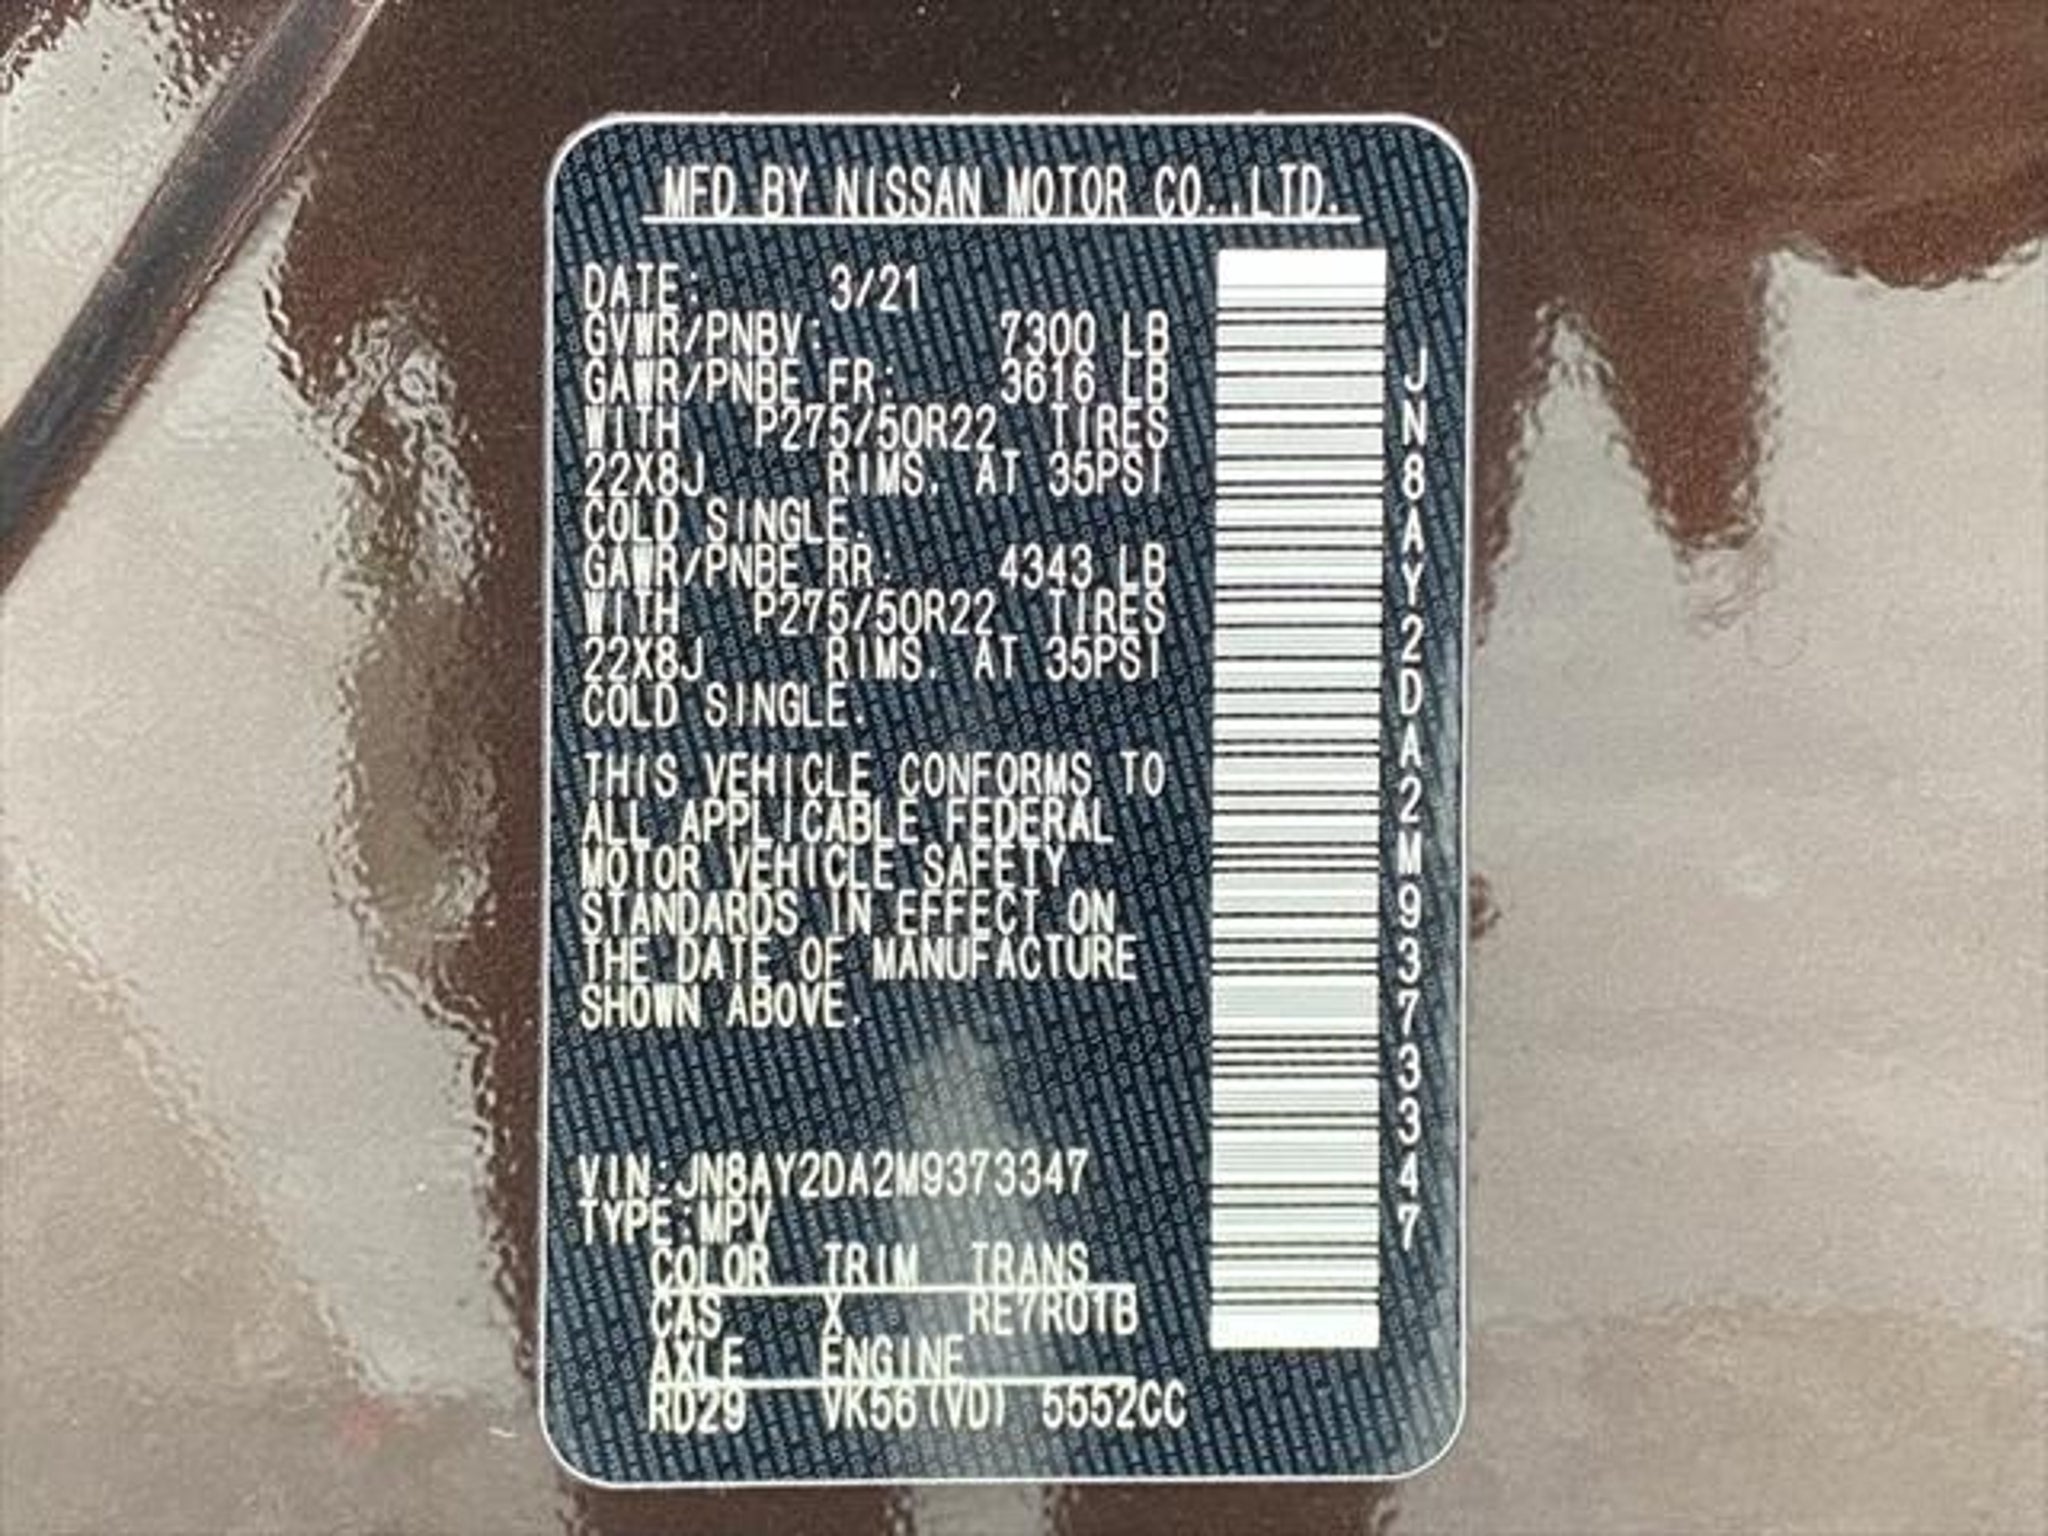 MFD BY NISSAN MOTOR CO.,LTD.
DATE: 3/21
GVWR/PNBV: 7300 LB
GAWR/PNBE FR: 3616 LB
WITH P275/50R22 TIRES
22X8J RIMS, AT 35PSI
COLD SINGLE.
GAWR/PNBE RR: 4343 LB
WITH P275/50R22 TIRES
22X8J RIMS, AT 35PSI
COLD SINGLE.
THIS VEHICLE CONFORMS TO
ALL APPLICABLE FEDERAL
MOTOR VEHICLE SAFETY
STANDARDS IN EFFECT ON
THE DATE OF MANUFACTURE
SHOWN ABOVE.
VIN:JN8AY2DA2M9373347
TYPE:MPV
COLOR TRIM TRANS
CAS X RE7R01B
AXLE ENGINE
RD29 VK56(VD) 5552CC
JN8AY2DA2M9373347